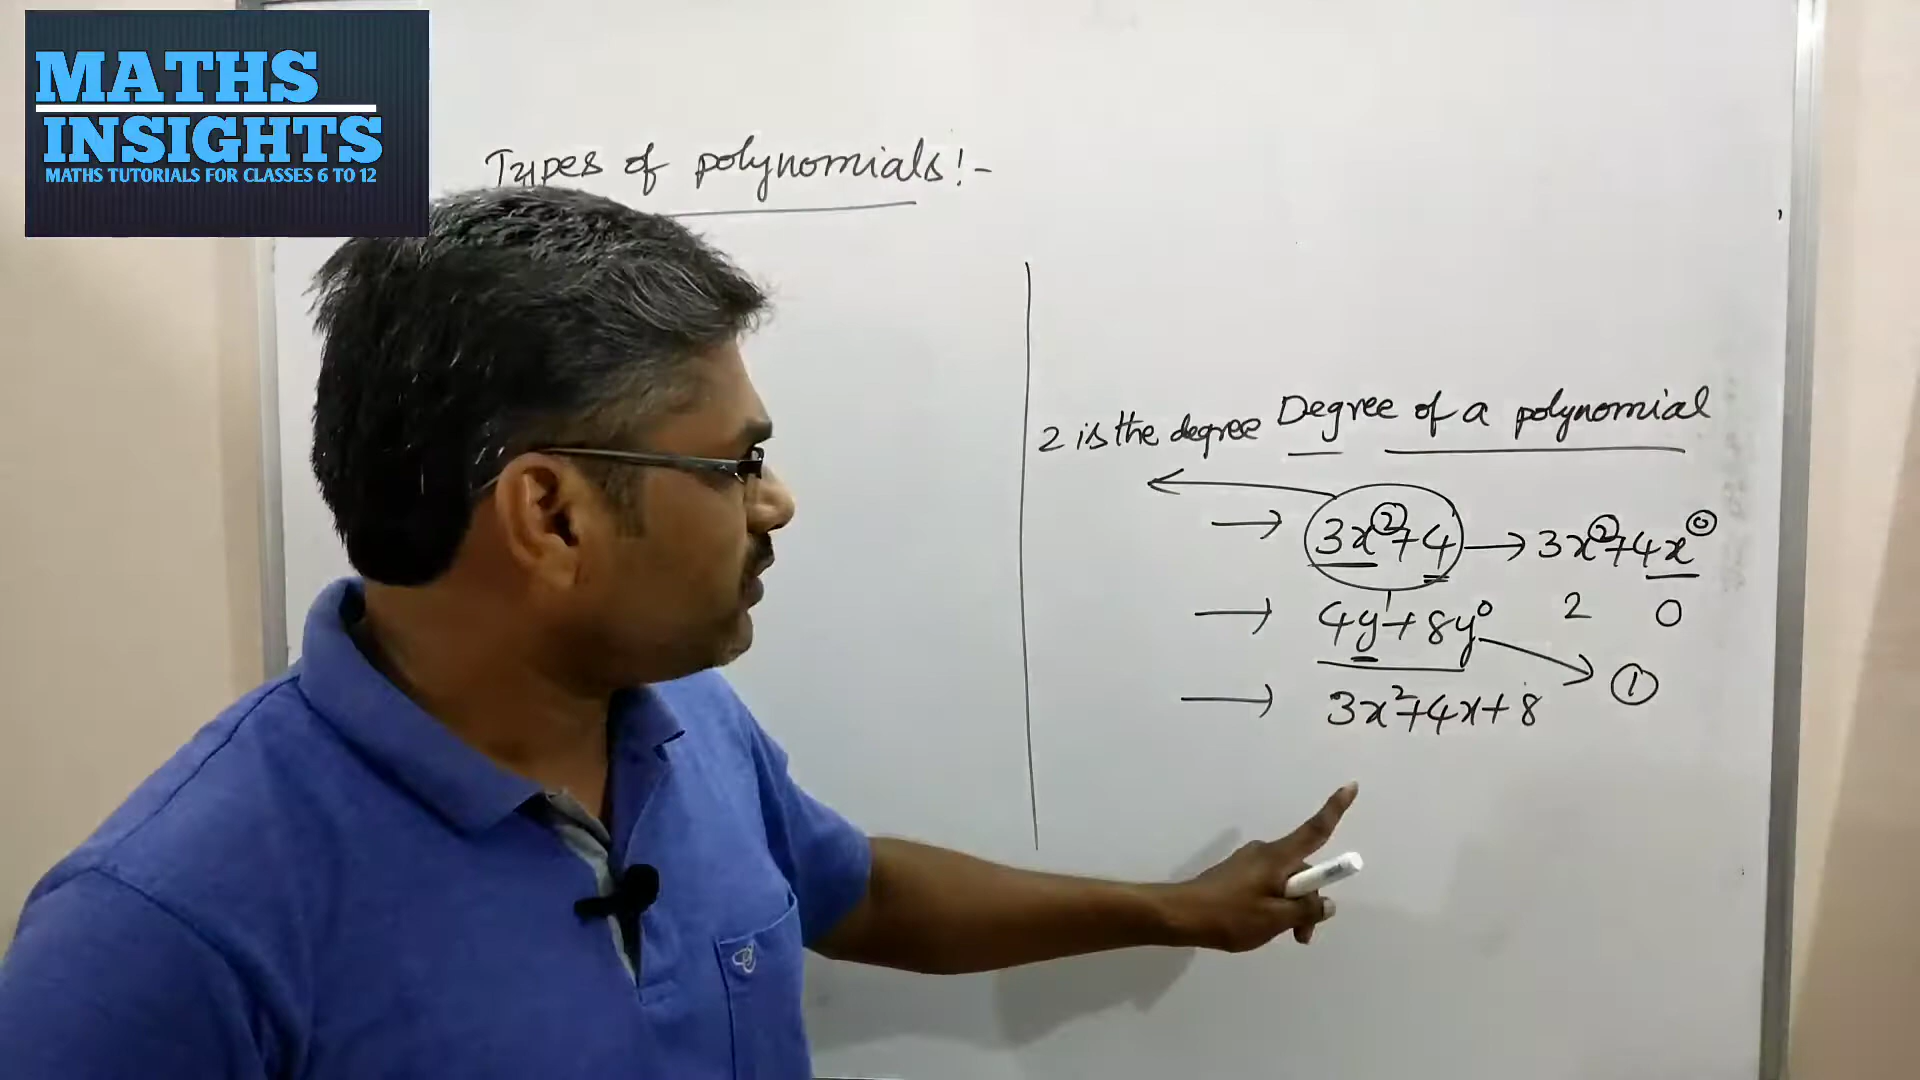 MATHS
INSIGHTS
MATHS TUTORIALS FOR CLASSES 6 TO 12
Types of polynomials:-
Degree of a polynomial
2 is the degree
→ 3x²+4 → 3x²+4x⁰
2 0
→ 4y¹+8y⁰ → 1
→ 3x²+4x+8